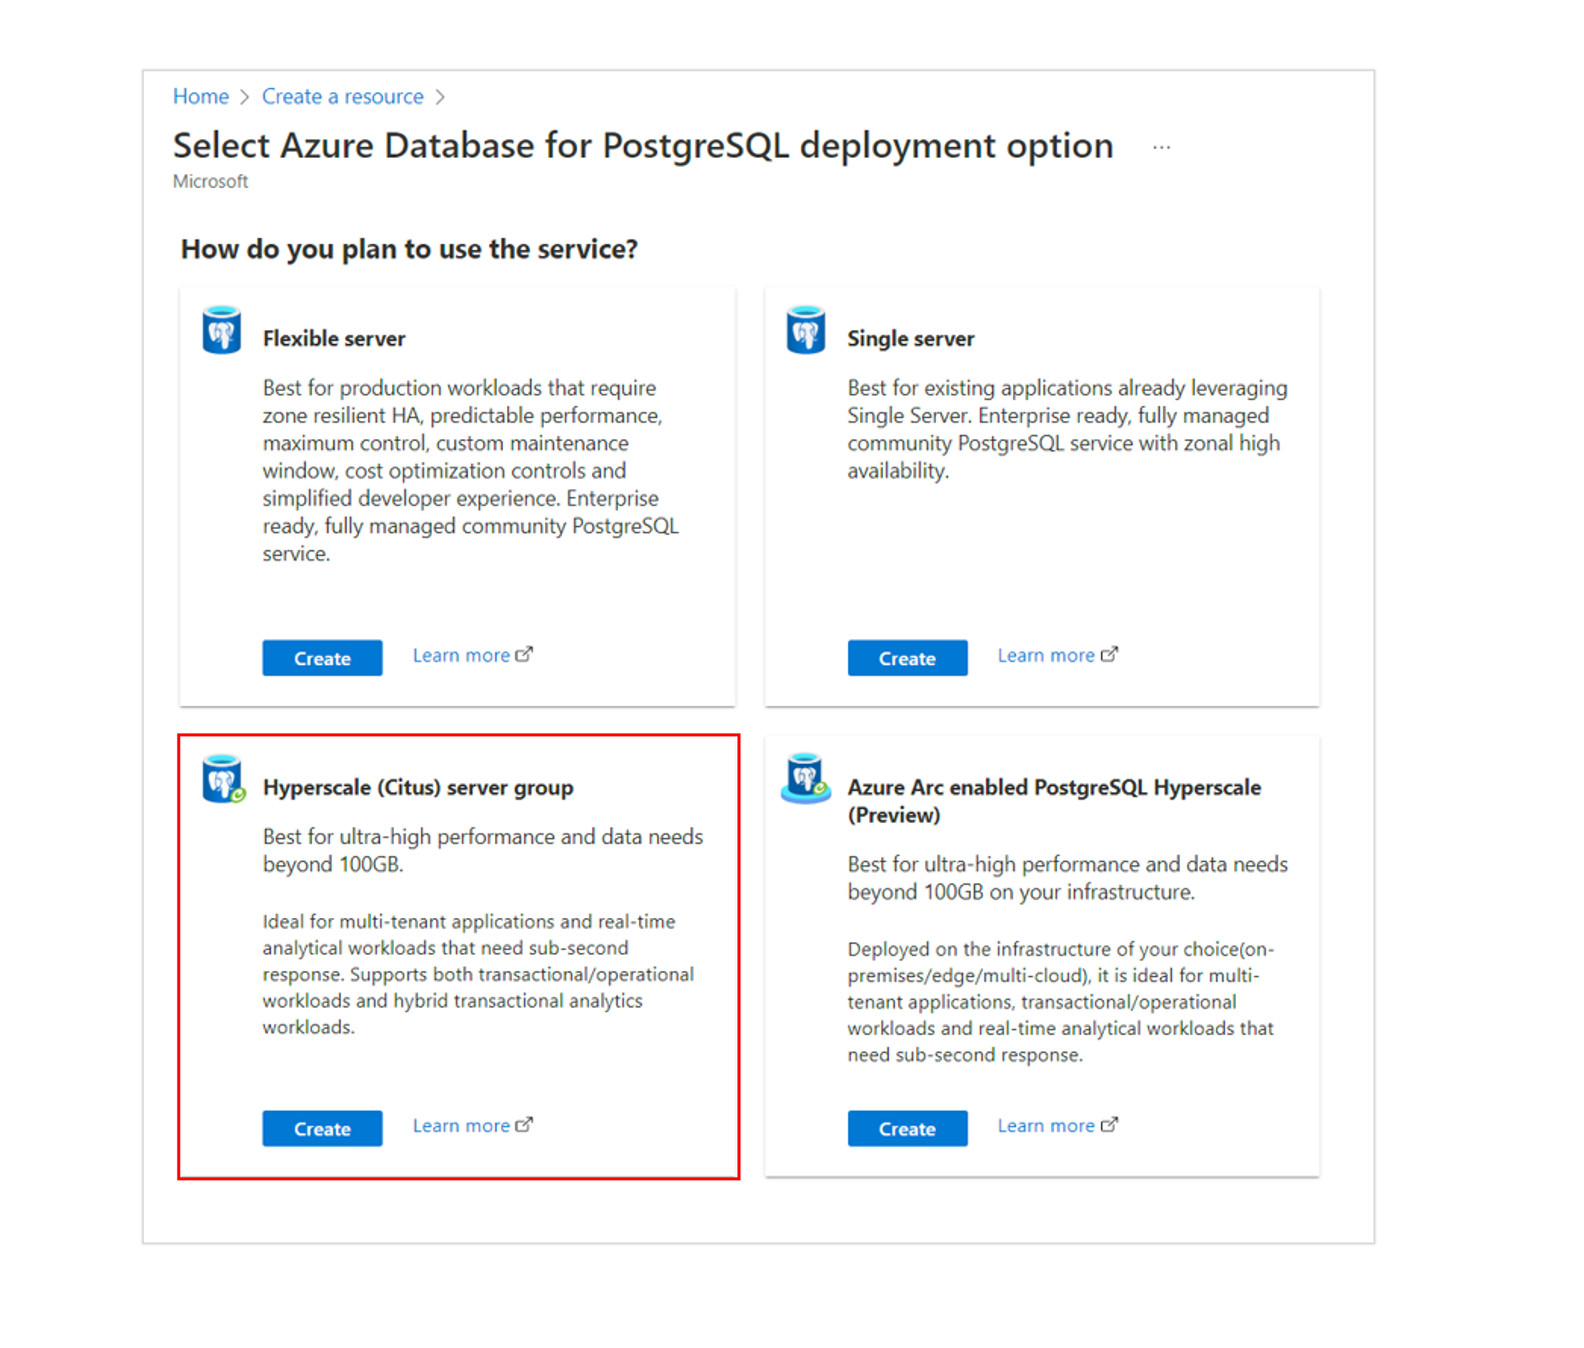 Home > Create a resource >
Select Azure Database for PostgreSQL deployment option ...
Microsoft
How do you plan to use the service?
Flexible server
Best for production workloads that require
zone resilient HA, predictable performance,
maximum control, custom maintenance
window, cost optimization controls and
simplified developer experience. Enterprise
ready, fully managed community PostgreSQL
service.
Create Learn more
Single server
Best for existing applications already leveraging
Single Server. Enterprise ready, fully managed
community PostgreSQL service with zonal high
availability.
Create Learn more
Hyperscale (Citus) server group
Best for ultra-high performance and data needs
beyond 100GB.
Ideal for multi-tenant applications and real-time
analytical workloads that need sub-second
response. Supports both transactional/operational
workloads and hybrid transactional analytics
workloads.
Create Learn more
Azure Arc enabled PostgreSQL Hyperscale
(Preview)
Best for ultra-high performance and data needs
beyond 100GB on your infrastructure.
Deployed on the infrastructure of your choice(on-
premises/edge/multi-cloud), it is ideal for multi-
tenant applications, transactional/operational
workloads and real-time analytical workloads that
need sub-second response.
Create Learn more